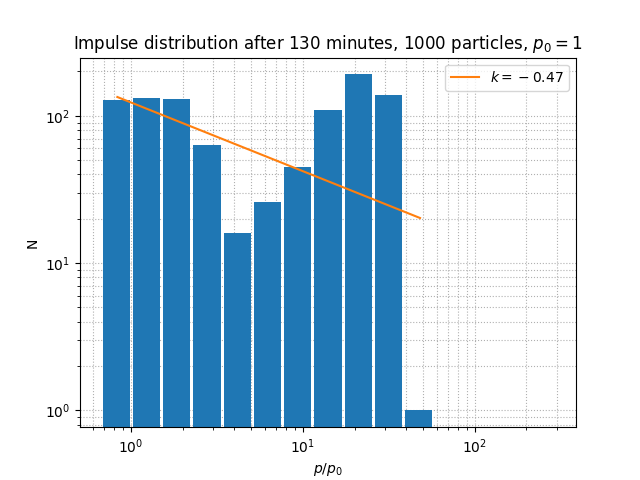 Impulse distribution after 130 minutes, 1000 particles, p₀ = 1
k = −0.47
N
10²
10¹
10⁰
10⁰ 10¹ 10²
p/p₀